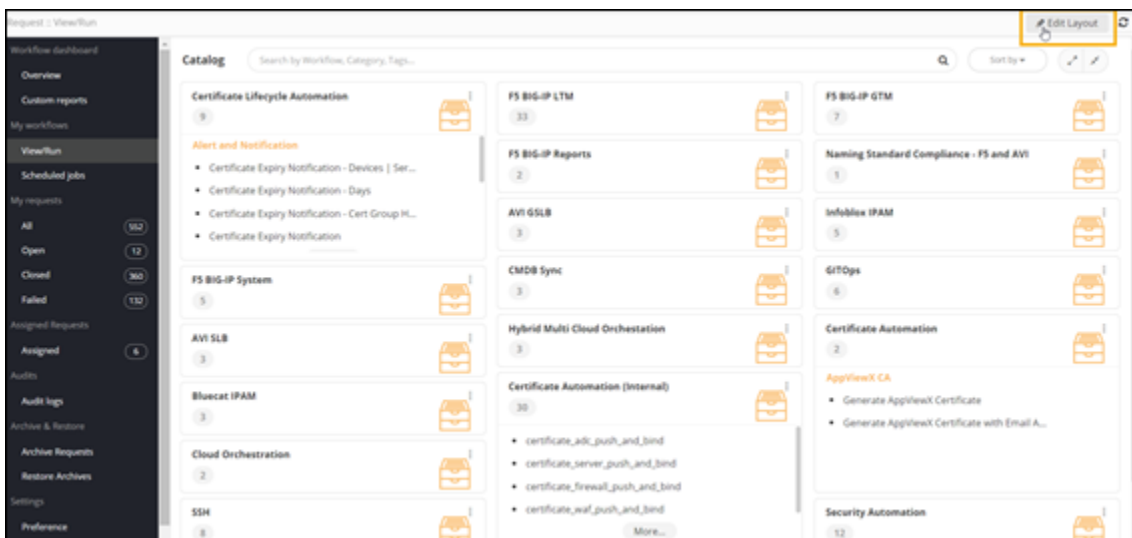 Request :: View/Run
Edit Layout
Workflow dashboard
Overview
Custom reports
My workflows
View/Run
Scheduled jobs
My requests
All 552
Open 12
Closed 360
Failed 132
Assigned Requests
Assigned 6
Audits
Audit logs
Archive & Restore
Archive Requests
Restore Archives
Settings
Preference
Catalog
Search by Workflow, Category, Tags...
Sort by
Certificate Lifecycle Automation
9
Alert and Notification
Certificate Expiry Notification - Devices | Ser...
Certificate Expiry Notification - Days
Certificate Expiry Notification - Cert Group H...
Certificate Expiry Notification
F5 BIG-IP System
5
AVI SLB
3
Bluecat IPAM
3
Cloud Orchestration
2
SSH
8
F5 BIG-IP LTM
33
F5 BIG-IP Reports
2
AVI GSLB
3
CMDB Sync
3
Hybrid Multi Cloud Orchestation
3
Certificate Automation (Internal)
30
certificate_adc_push_and_bind
certificate_server_push_and_bind
certificate_firewall_push_and_bind
certificate_waf_push_and_bind
More...
F5 BIG-IP GTM
7
Naming Standard Compliance - F5 and AVI
1
Infoblox IPAM
5
GITOps
6
Certificate Automation
2
AppViewX CA
Generate AppViewX Certificate
Generate AppViewX Certificate with Email A...
Security Automation
12